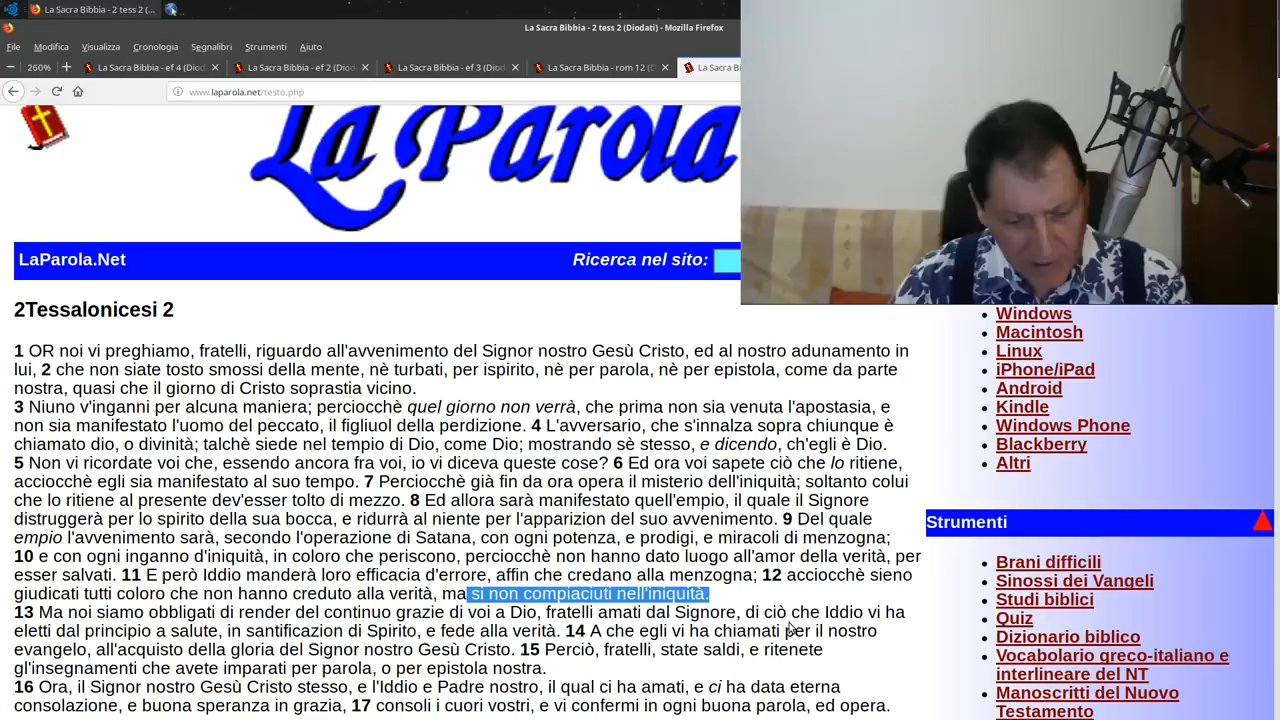 La Sacra Bibbia - 2 tess 2 (...
La Sacra Bibbia - 2 tess 2 (Diodati) - Mozilla Firefox
File Modifica Visualizza Cronologia Segnalibri Strumenti Aiuto
260% La Sacra Bibbia - ef 4 (Diod La Sacra Bibbia - ef 2 (Diod La Sacra Bibbia - ef 3 (Diod La Sacra Bibbia - rom 12 (D La Sacra B
www.laparola.net/testo.php
La Parola
LaParola.Net Ricerca nel sito:
2Tessalonicesi 2
1 OR noi vi preghiamo, fratelli, riguardo all'avvenimento del Signor nostro Gesù Cristo, ed al nostro adunamento in
lui, 2 che non siate tosto smossi della mente, nè turbati, per ispirito, nè per parola, nè per epistola, come da parte
nostra, quasi che il giorno di Cristo soprastia vicino.
3 Niuno v'inganni per alcuna maniera; perciocchè quel giorno non verrà, che prima non sia venuta l'apostasia, e
non sia manifestato l'uomo del peccato, il figliuol della perdizione. 4 L'avversario, che s'innalza sopra chiunque è
chiamato dio, o divinità; talchè siede nel tempio di Dio, come Dio; mostrando sè stesso, e dicendo, ch'egli è Dio.
5 Non vi ricordate voi che, essendo ancora fra voi, io vi diceva queste cose? 6 Ed ora voi sapete ciò che lo ritiene,
acciocchè egli sia manifestato al suo tempo. 7 Perciocchè già fin da ora opera il misterio dell'iniquità; soltanto colui
che lo ritiene al presente dev'esser tolto di mezzo. 8 Ed allora sarà manifestato quell'empio, il quale il Signore
distruggerà per lo spirito della sua bocca, e ridurrà al niente per l'apparizion del suo avvenimento. 9 Del quale
empio l'avvenimento sarà, secondo l'operazione di Satana, con ogni potenza, e prodigi, e miracoli di menzogna;
10 e con ogni inganno d'iniquità, in coloro che periscono, perciocchè non hanno dato luogo all'amor della verità, per
esser salvati. 11 E però Iddio manderà loro efficacia d'errore, affin che credano alla menzogna; 12 acciocchè sieno
giudicati tutti coloro che non hanno creduto alla verità, ma si non compiaciuti nell'iniquità.
13 Ma noi siamo obbligati di render del continuo grazie di voi a Dio, fratelli amati dal Signore, di ciò che Iddio vi ha
eletti dal principio a salute, in santificazion di Spirito, e fede alla verità. 14 A che egli vi ha chiamati per il nostro
evangelo, all'acquisto della gloria del Signor nostro Gesù Cristo. 15 Perciò, fratelli, state saldi, e ritenete
gl'insegnamenti che avete imparati per parola, o per epistola nostra.
16 Ora, il Signor nostro Gesù Cristo stesso, e l'Iddio e Padre nostro, il qual ci ha amati, e ci ha data eterna
consolazione, e buona speranza in grazia, 17 consoli i cuori vostri, e vi confermi in ogni buona parola, ed opera.
Windows
Macintosh
Linux
iPhone/iPad
Android
Kindle
Windows Phone
Blackberry
Altri
Strumenti
Brani difficili
Sinossi dei Vangeli
Studi biblici
Quiz
Dizionario biblico
Vocabolario greco-italiano e
interlineare del NT
Manoscritti del Nuovo
Testamento